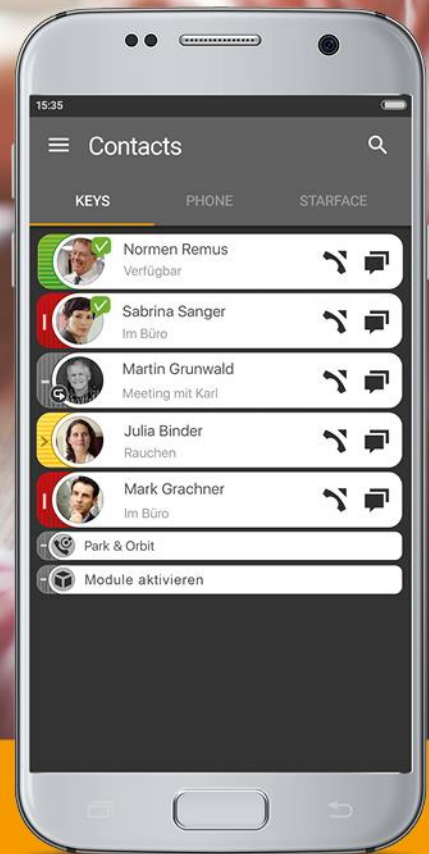 15:35
Contacts
KEYS PHONE STARFACE
Normen Remus
Verfügbar
Sabrina Sanger
Im Büro
Martin Grunwald
Meeting mit Karl
Julia Binder
Rauchen
Mark Grachner
Im Büro
Park & Orbit
Module aktivieren